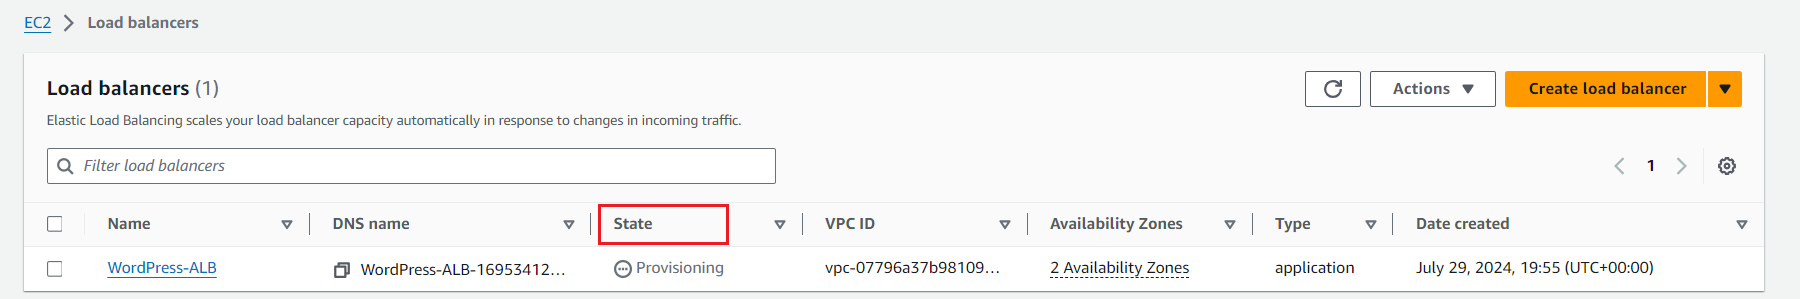 EC2 > Load balancers
Load balancers (1)
Actions
Create load balancer
Elastic Load Balancing scales your load balancer capacity automatically in response to changes in incoming traffic.
Filter load balancers
1
Name DNS name State VPC ID Availability Zones Type Date created
WordPress-ALB WordPress-ALB-16953412... Provisioning vpc-07796a37b98109... 2 Availability Zones application July 29, 2024, 19:55 (UTC+00:00)